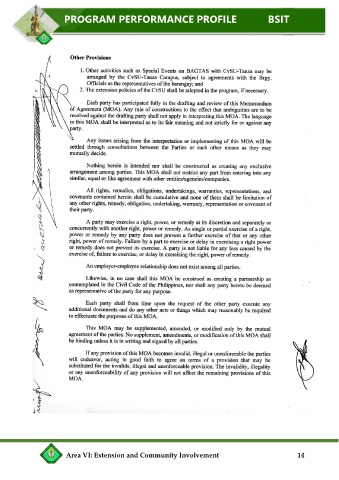 PROGRAM PERFORMANCE PROFILE BSIT
Other Provisions
1. Other activities such as Special Events on BAGTAS with CvSU-Tanza may be
arranged by the CvSU-Tanza Campus, subject to agreements with the Brgy.
Officials as the representatives of the barangay; and
2. The extension policies of the CvSU shall be adopted in the program, if necessary.
Each party has participated fully in the drafting and review of this Memorandum
of Agreement (MOA). Any rule of constructions to the effect that ambiguities are to be
resolved against the drafting party shall not apply in interpreting this MOA. The language
in this MOA shall be interpreted as to its fair meaning and not strictly for or against any
party.
Any issues arising from the interpretation or implementing of this MOA will be
settled through consultations between the Parties or such other means as they may
mutually decide.
Nothing herein is intended nor shall be constructed as creating any exclusive
arrangement among parties. This MOA shall not restrict any part from entering into any
similar, equal or like agreement with other entities/agencies/companies.
All rights, remedies, obligations, undertakings, warranties, representations, and
covenants contained herein shall be cumulative and none of them shall be limitation of
any other rights, remedy, obligation, undertaking, warranty, representation or covenant of
their party.
A party may exercise a right, power, or remedy at its discretion and separately or
concurrently with another right, power or remedy. As single or partial exercise of a right,
power or remedy by any party does not prevent a further exercise of that or any other
right, power of remedy. Failure by a part to exercise or delay in exercising a right power
or remedy does not prevent its exercise. A party is not liable for any loss caused by the
exercise of, failure to exercise, or delay in exercising the right, power of remedy.
An employer-employee relationship does not exist among all parties.
Likewise, in no case shall this MOA be construed as creating a partnership as
contemplated in the Civil Code of the Philippines, nor shall any party hereto be deemed
as representative of the party for any purpose.
Each party shall from time upon the request of the other party execute any
additional documents and do any other acts or things which may reasonably be required
to effectuate the purposes of this MOA.
This MOA may be supplemented, amended, or modified only by the mutual
agreement of the parties. No supplement, amendments, or modification of this MOA shall
be binding unless it is in writing and signed by all parties.
If any provision of this MOA becomes invalid, illegal or unenforceable the parties
will endeavor, acting in good faith to agree on terms of a provision that may be
substituted for the invalids, illegal and unenforceable provision. The invalidity, illegality
or any unenforceability of any provision will not affect the remaining provisions of this
MOA.
Area VI: Extension and Community Involvement 14